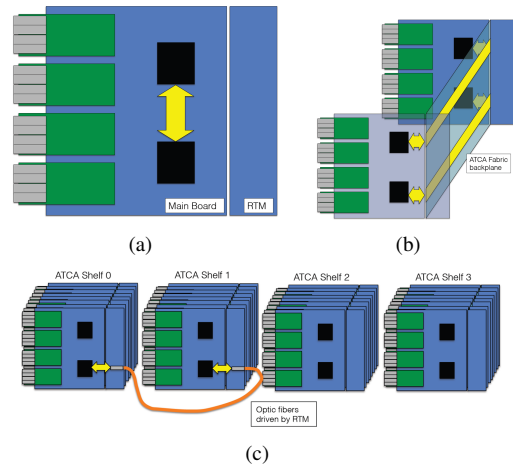 Main Board
RTM
ATCA Fabric
backplane
(a)
(b)
ATCA Shelf 0
ATCA Shelf 1
ATCA Shelf 2
ATCA Shelf 3
Optic fibers
driven by RTM
(c)